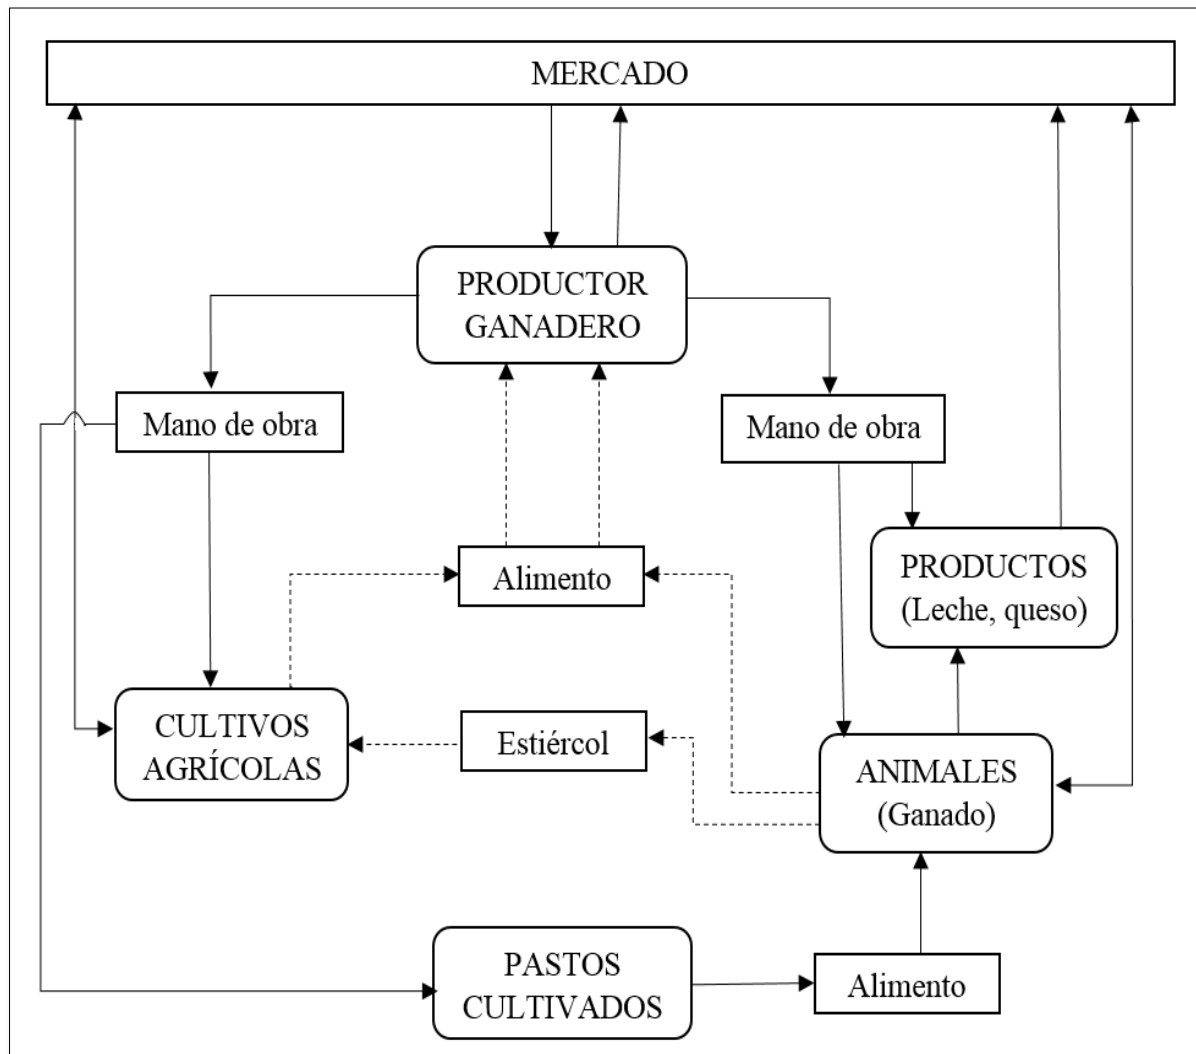 MERCADO
PRODUCTOR
GANADERO
Mano de obra
Mano de obra
Alimento
PRODUCTOS
(Leche, queso)
CULTIVOS
AGRÍCOLAS
Estiércol
ANIMALES
(Ganado)
PASTOS
CULTIVADOS
Alimento